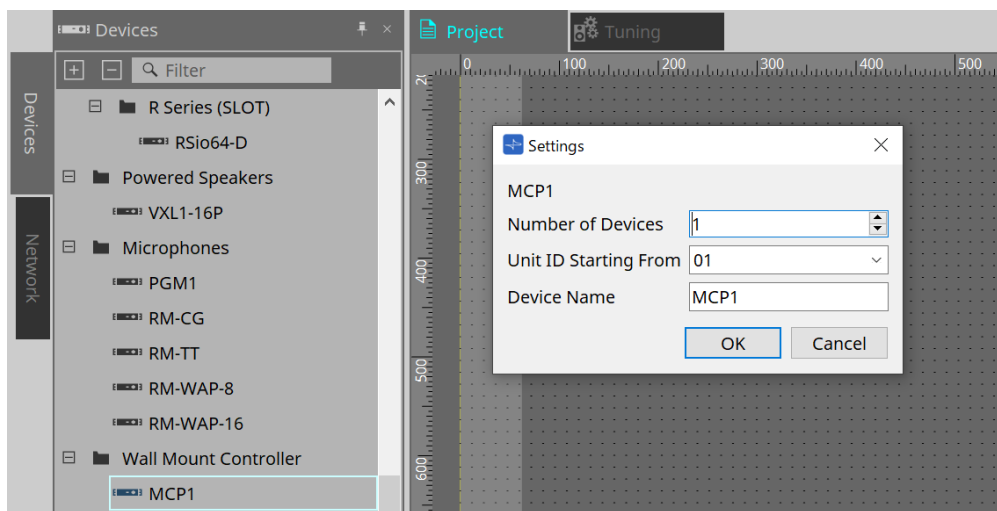 Devices
Filter
R Series (SLOT)
RSio64-D
Powered Speakers
VXL1-16P
Microphones
PGM1
RM-CG
RM-TT
RM-WAP-8
RM-WAP-16
Wall Mount Controller
MCP1
Devices
Network
Project
Tuning
0
100
200
300
400
500
300
400
500
600
Settings
MCP1
Number of Devices 1
Unit ID Starting From 01
Device Name MCP1
OK Cancel